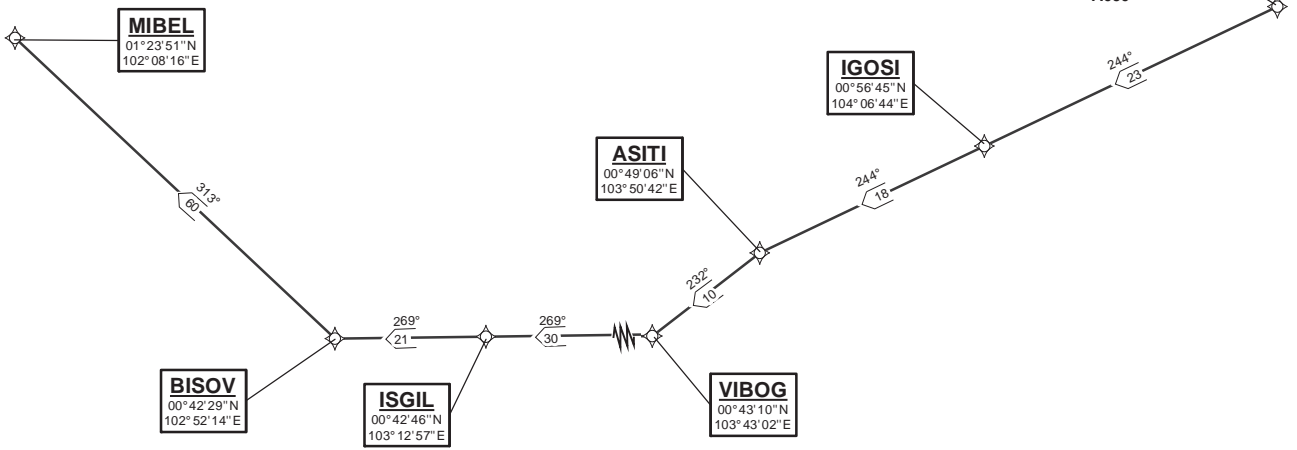 MIBEL
01°23'51"N
102°08'16"E
244°
23
IGOSI
00°56'45"N
104°06'44"E
ASITI
00°49'06"N
103°50'42"E
244°
18
313°
60
232°
10
269°
21
269°
30
BISOV
00°42'29"N
102°52'14"E
ISGIL
00°42'46"N
103°12'57"E
VIBOG
00°43'10"N
103°43'02"E